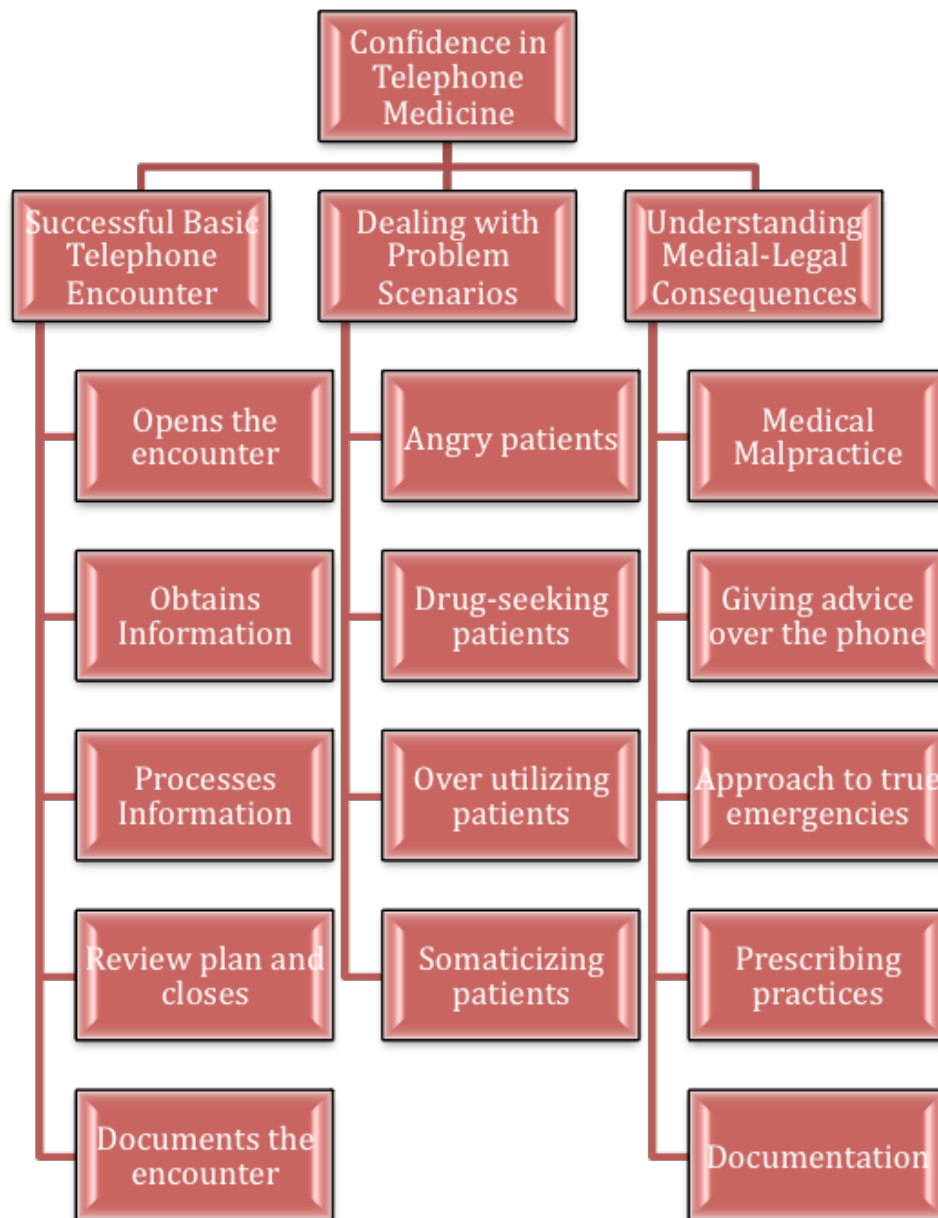 Confidence in
Telephone
Medicine
Successful Basic
Telephone
Encounter
Opens the
encounter
Obtains
Information
Processes
Information
Review plan and
closes
Documents the
encounter
Dealing with
Problem
Scenarios
Angry patients
Drug-seeking
patients
Over utilizing
patients
Somaticizing
patients
Understanding
Medial-Legal
Consequences
Medical
Malpractice
Giving advice
over the phone
Approach to true
emergencies
Prescribing
practices
Documentation